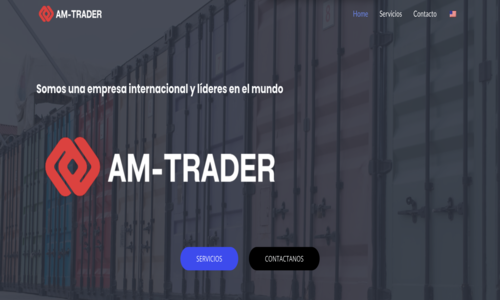 AM-TRADER
Home Servicios Contacto
Somos una empresa internacional y líderes en el mundo
AM-TRADER
SERVICIOS CONTACTANOS